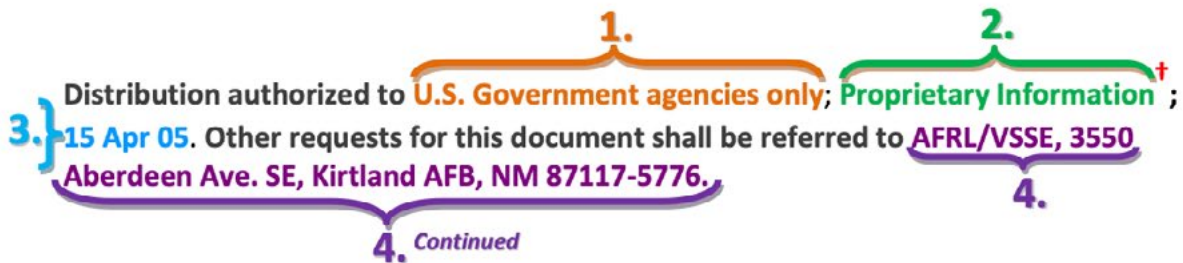 1. 2.
Distribution authorized to U.S. Government agencies only; Proprietary Information†;
3. 15 Apr 05. Other requests for this document shall be referred to AFRL/VSSE, 3550
Aberdeen Ave. SE, Kirtland AFB, NM 87117-5776.
4.
4. Continued